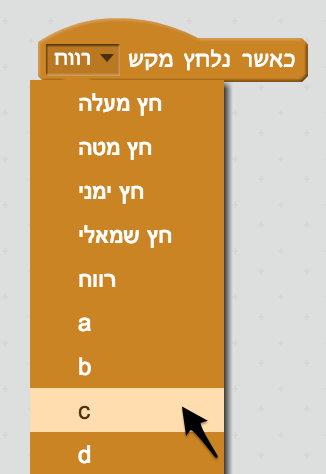 כאשר נלחץ מקש רווח
חץ מעלה
חץ מטה
חץ ימני
חץ שמאלי
רווח
a
b
c
d